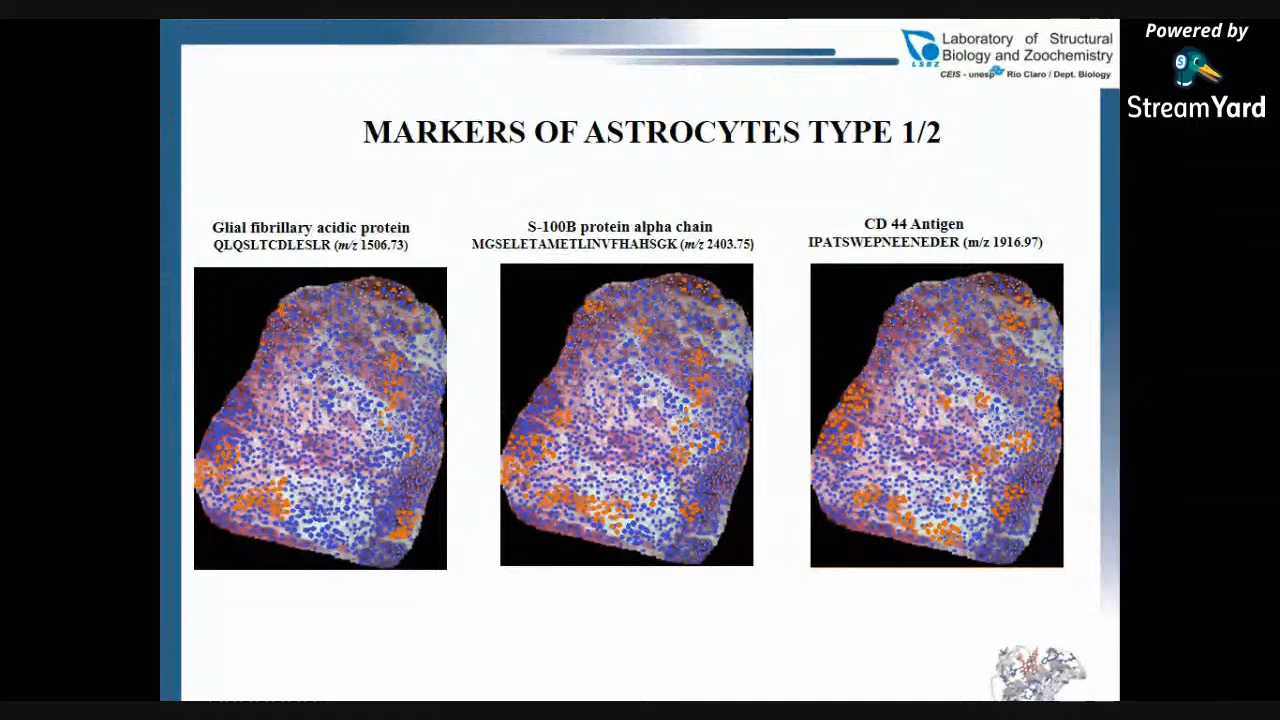 Powered by
StreamYard
Laboratory of Structural
Biology and Zoochemistry
LSBZ
CEIS - unesp Rio Claro / Dept. Biology
MARKERS OF ASTROCYTES TYPE 1/2
Glial fibrillary acidic protein
QLQSLTCDLESLR (m/z 1506.73)
S-100B protein alpha chain
MGSELETAMETLINVFHAHSGK (m/z 2403.75)
CD 44 Antigen
IPATSWEPNEENEDER (m/z 1916.97)